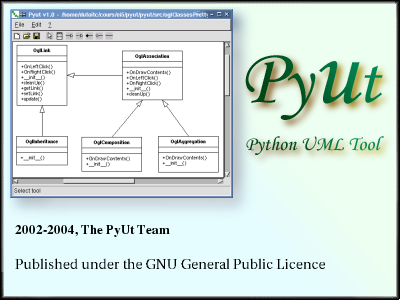 PyUt v1.0 - /home/dutoitc/cours/ei5/pyut/pyut/src/oglClassesPretty
File Edit ?
OglLink
+OnLeftClick()
+OnRightClick()
+__init__()
+cleanUp()
+getLink()
+setLink()
+update()
OglAssociation
+OnDrawContents()
+OnLeftClick()
+OnRightClick()
+__init__()
+cleanUp()
OglInheritance
+__init__()
OglComposition
+OnDrawContents()
+__init__()
OglAggregation
+OnDrawContents()
+__init__()
Select tool
PyUt
Python UML Tool
2002-2004, The PyUt Team
Published under the GNU General Public Licence